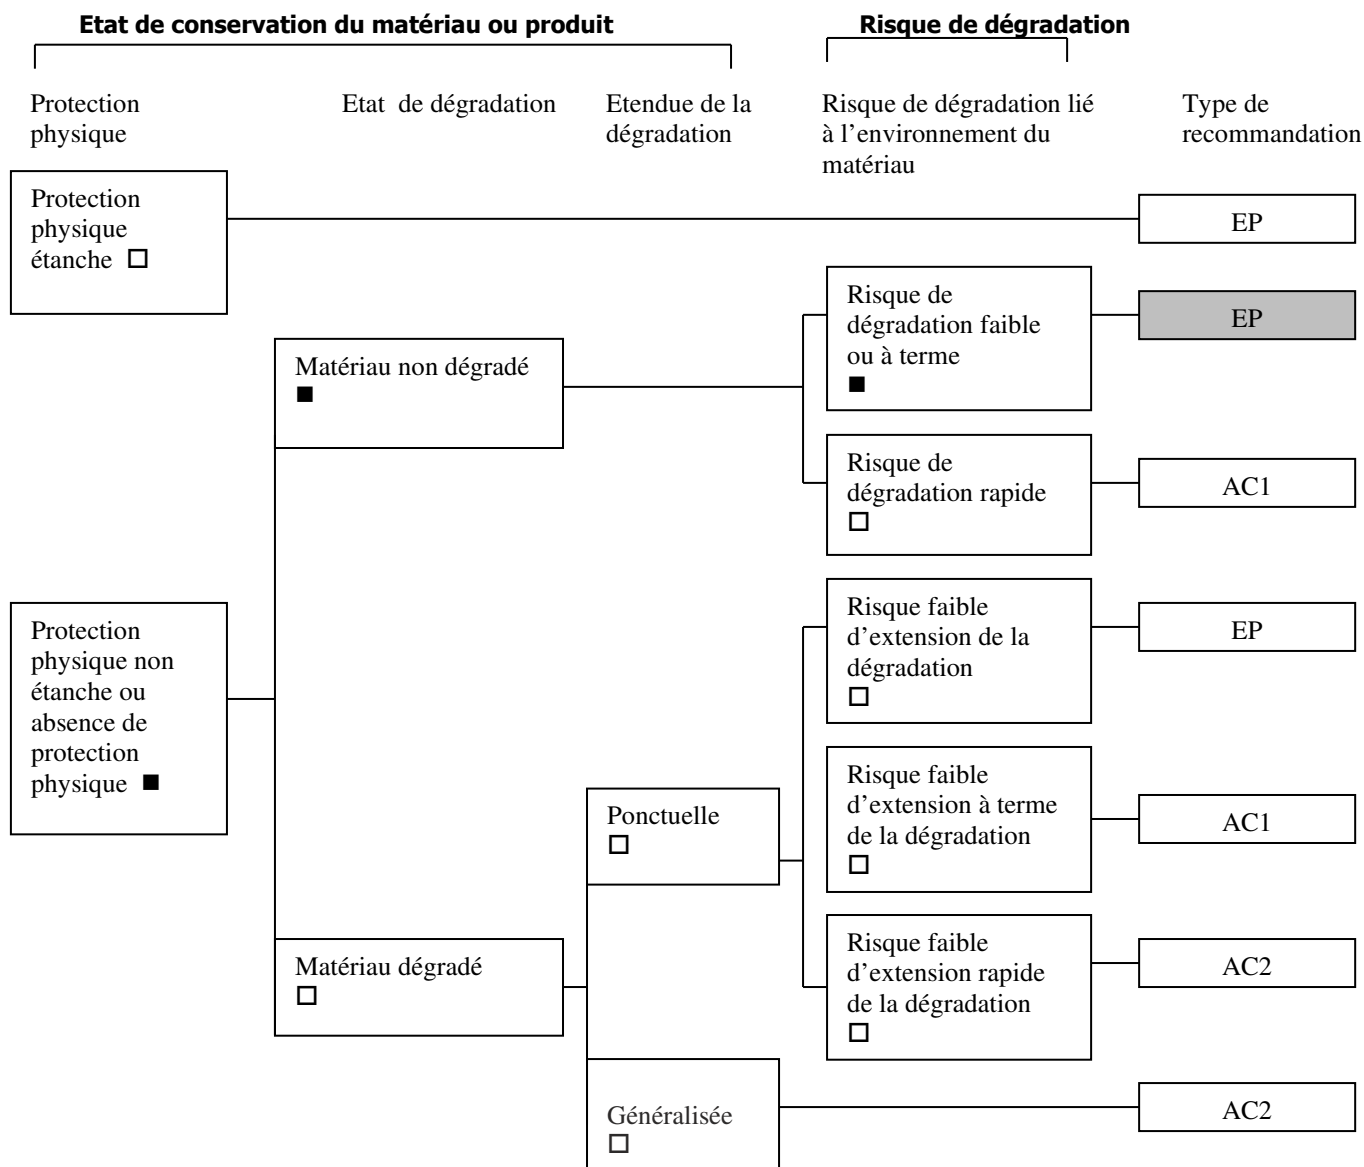 Etat de conservation du matériau ou produit
Risque de dégradation
Protection
physique
Etat de dégradation
Etendue de la
dégradation
Risque de dégradation lié
à l’environnement du
matériau
Type de
recommandation
Protection
physique
étanche □
EP
Risque de
dégradation faible
ou à terme
■
EP
Matériau non dégradé
■
Risque de
dégradation rapide
□
AC1
Protection
physique non
étanche ou
absence de
protection
physique ■
Risque faible
d’extension de la
dégradation
□
EP
Ponctuelle
□
Risque faible
d’extension à terme
de la dégradation
□
AC1
Matériau dégradé
□
Risque faible
d’extension rapide
de la dégradation
□
AC2
Généralisée
□
AC2